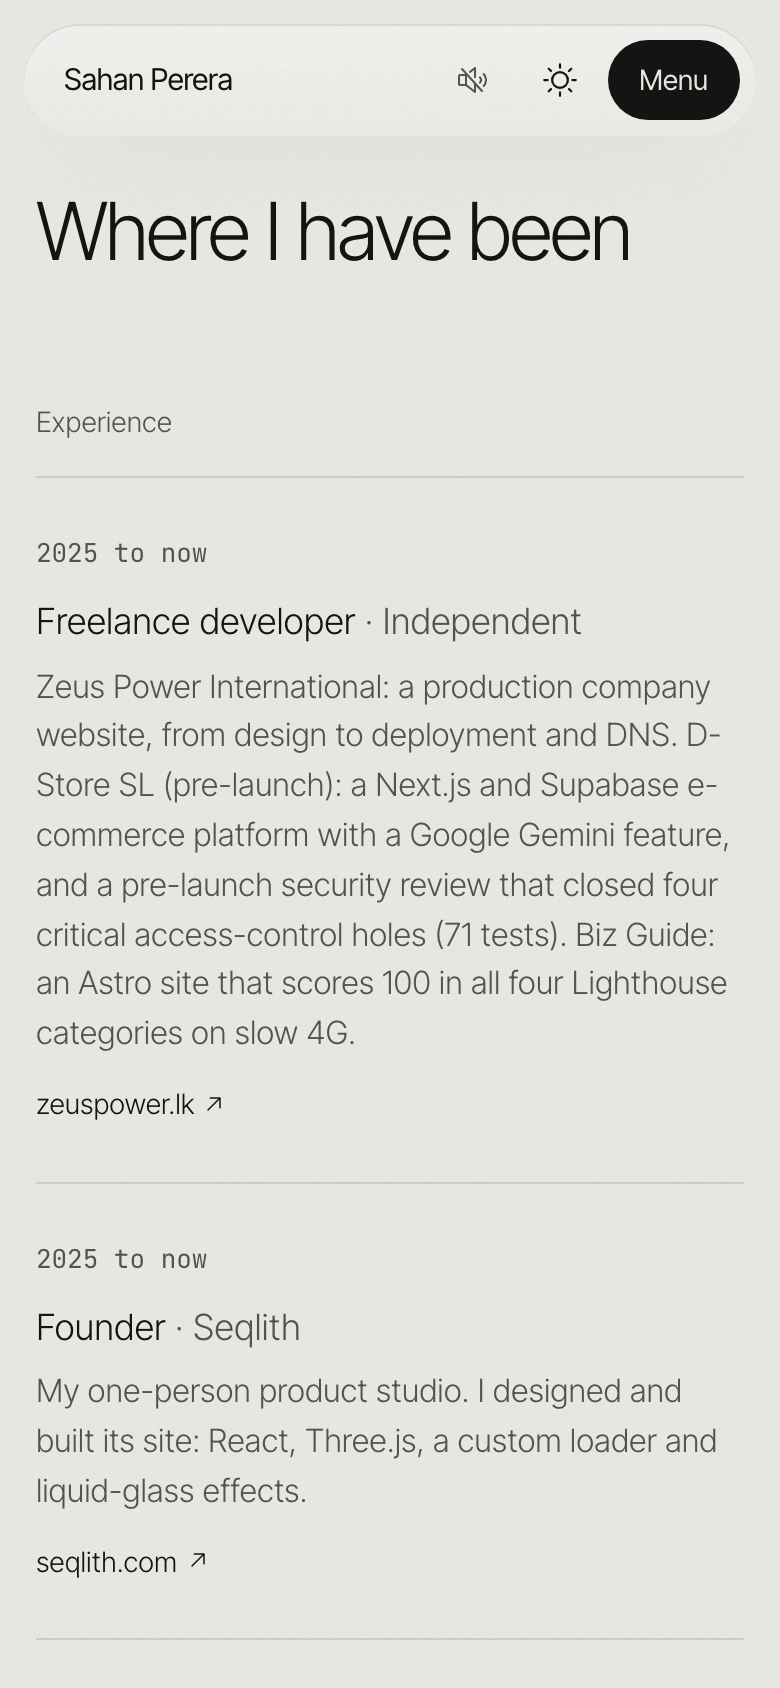 Sahan Perera
Menu
Where I have been
Experience
2025 to now
Freelance developer · Independent
Zeus Power International: a production company
website, from design to deployment and DNS. D-
Store SL (pre-launch): a Next.js and Supabase e-
commerce platform with a Google Gemini feature,
and a pre-launch security review that closed four
critical access-control holes (71 tests). Biz Guide:
an Astro site that scores 100 in all four Lighthouse
categories on slow 4G.
zeuspower.lk ↗
2025 to now
Founder · Seqlith
My one-person product studio. I designed and
built its site: React, Three.js, a custom loader and
liquid-glass effects.
seqlith.com ↗